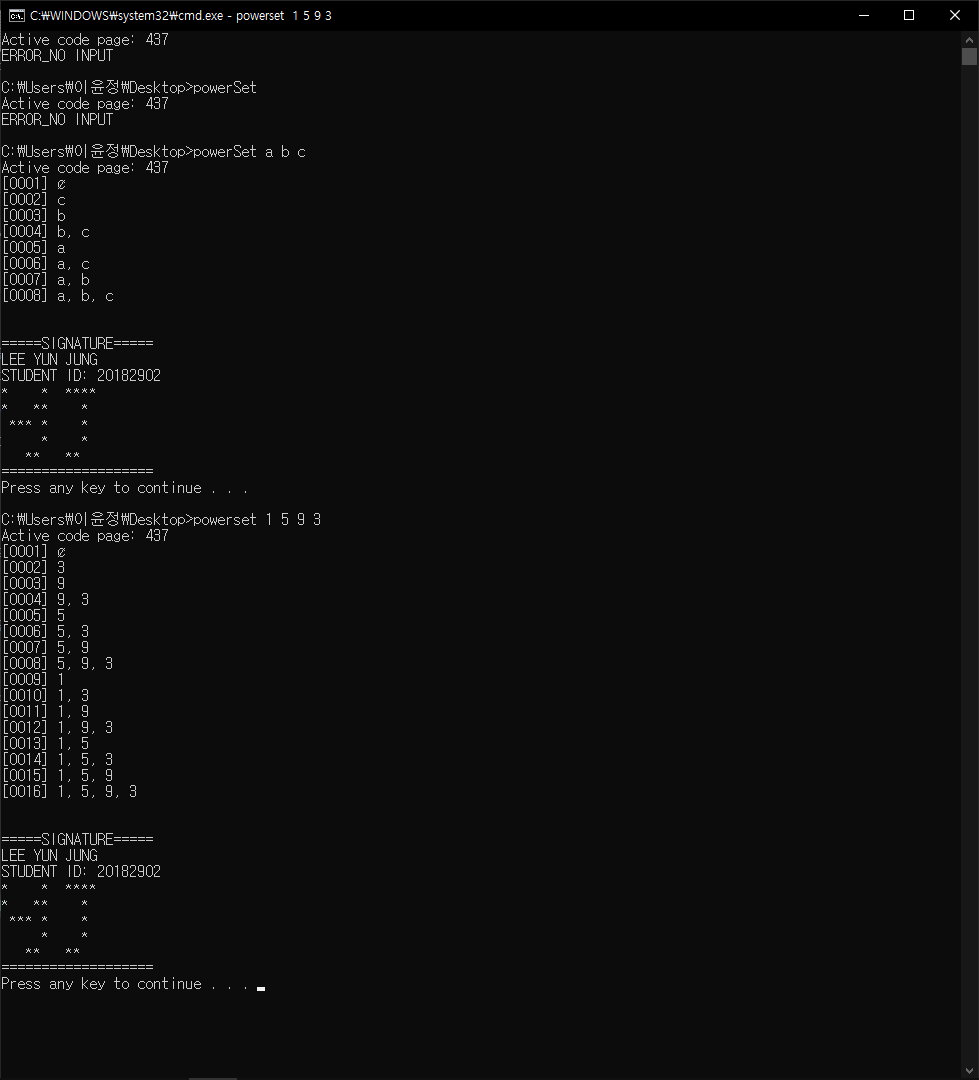 C:₩WINDOWS₩system32₩cmd.exe - powerset  1 5 9 3
Active code page: 437
ERROR_NO INPUT
C:₩Users₩이윤정₩Desktop>powerSet
Active code page: 437
ERROR_NO INPUT
C:₩Users₩이윤정₩Desktop>powerSet a b c
Active code page: 437
[0001] ¢
[0002] c
[0003] b
[0004] b, c
[0005] a
[0006] a, c
[0007] a, b
[0008] a, b, c
=====SIGNATURE=====
LEE YUN JUNG
STUDENT ID: 20182902
*    *  ****
*   **    *
 *** *    *
     *    *
   **   **
===================
Press any key to continue . . .
C:₩Users₩이윤정₩Desktop>powerset 1 5 9 3
Active code page: 437
[0001] ¢
[0002] 3
[0003] 9
[0004] 9, 3
[0005] 5
[0006] 5, 3
[0007] 5, 9
[0008] 5, 9, 3
[0009] 1
[0010] 1, 3
[0011] 1, 9
[0012] 1, 9, 3
[0013] 1, 5
[0014] 1, 5, 3
[0015] 1, 5, 9
[0016] 1, 5, 9, 3
=====SIGNATURE=====
LEE YUN JUNG
STUDENT ID: 20182902
*    *  ****
*   **    *
 *** *    *
     *    *
   **   **
===================
Press any key to continue . . .